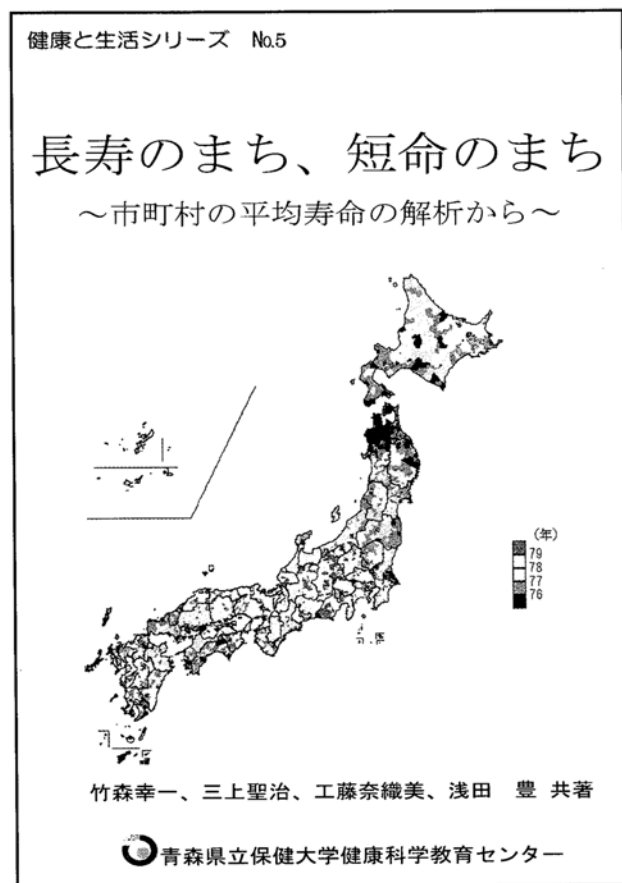 健康と生活シリーズ No.5
長寿のまち、短命のまち
～市町村の平均寿命の解析から～
(年)
79
78
77
76
竹森幸一、三上聖治、工藤奈織美、浅田 豊 共著
青森県立保健大学健康科学教育センター